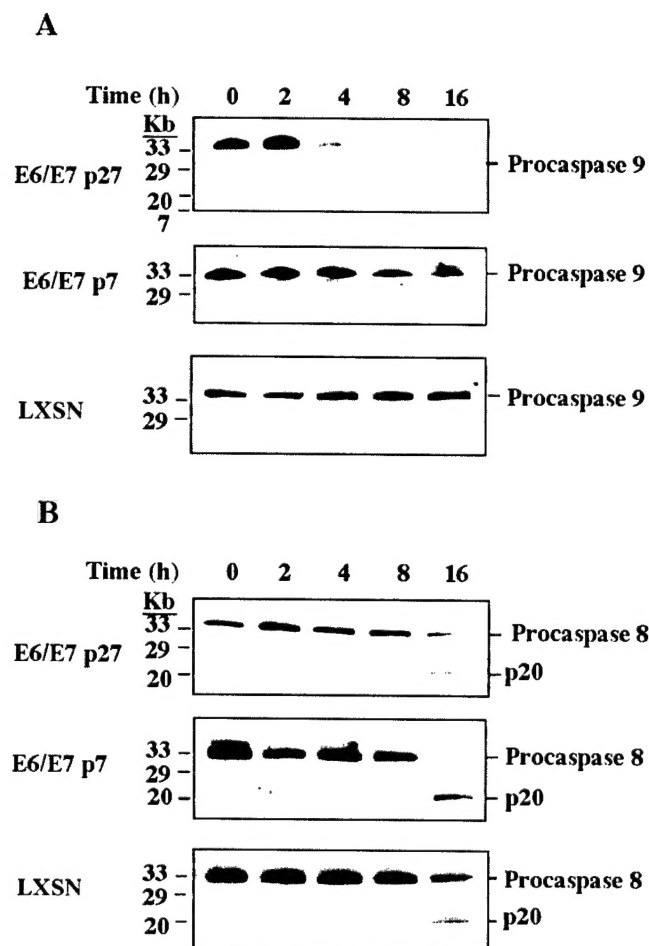 A
Time (h) 0 2 4 8 16
Kb
33
29
20
7
E6/E7 p27
Procaspase 9
33
29
E6/E7 p7
Procaspase 9
33
29
LXSN
Procaspase 9
B
Time (h) 0 2 4 8 16
Kb
33
29
20
E6/E7 p27
Procaspase 8
p20
33
29
20
E6/E7 p7
Procaspase 8
p20
33
29
20
LXSN
Procaspase 8
p20